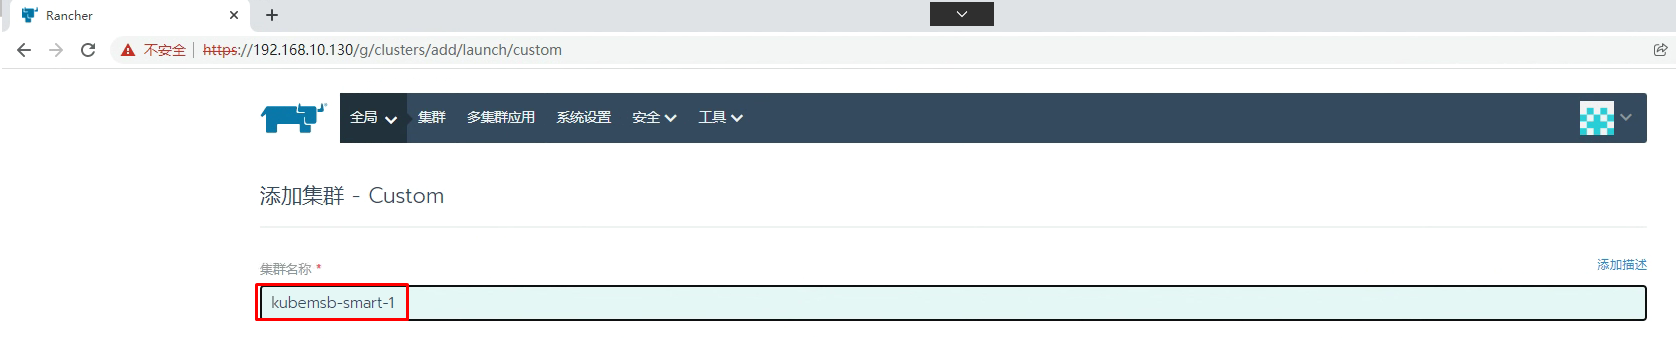 Rancher
不安全 https://192.168.10.130/g/clusters/add/launch/custom
全局 集群 多集群应用 系统设置 安全 工具
添加集群 - Custom
集群名称 *
添加描述
kubemsb-smart-1